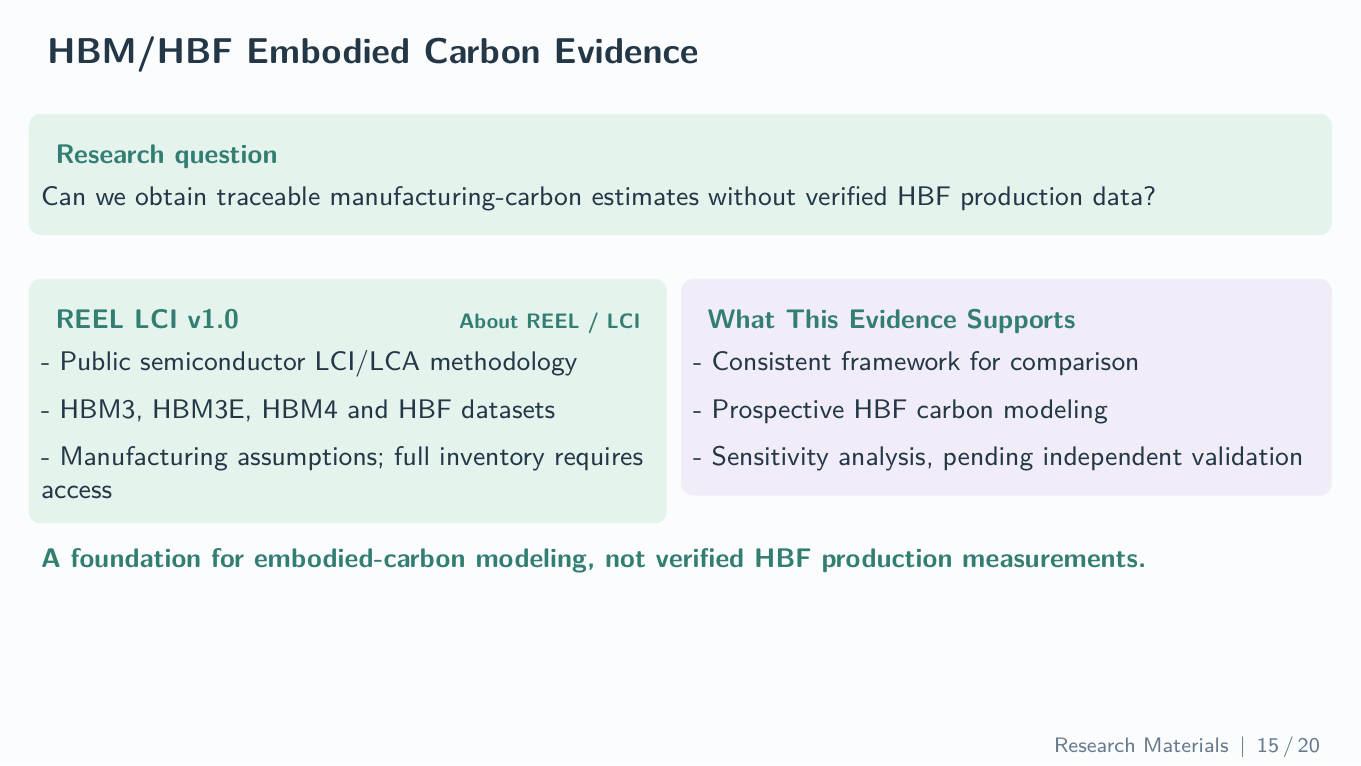 HBM/HBF Embodied Carbon Evidence
Research question
Can we obtain traceable manufacturing-carbon estimates without verified HBF production data?
REEL LCI v1.0
About REEL / LCI
- Public semiconductor LCI/LCA methodology
- HBM3, HBM3E, HBM4 and HBF datasets
- Manufacturing assumptions; full inventory requires
access
What This Evidence Supports
- Consistent framework for comparison
- Prospective HBF carbon modeling
- Sensitivity analysis, pending independent validation
A foundation for embodied-carbon modeling, not verified HBF production measurements.
Research Materials | 15 / 20